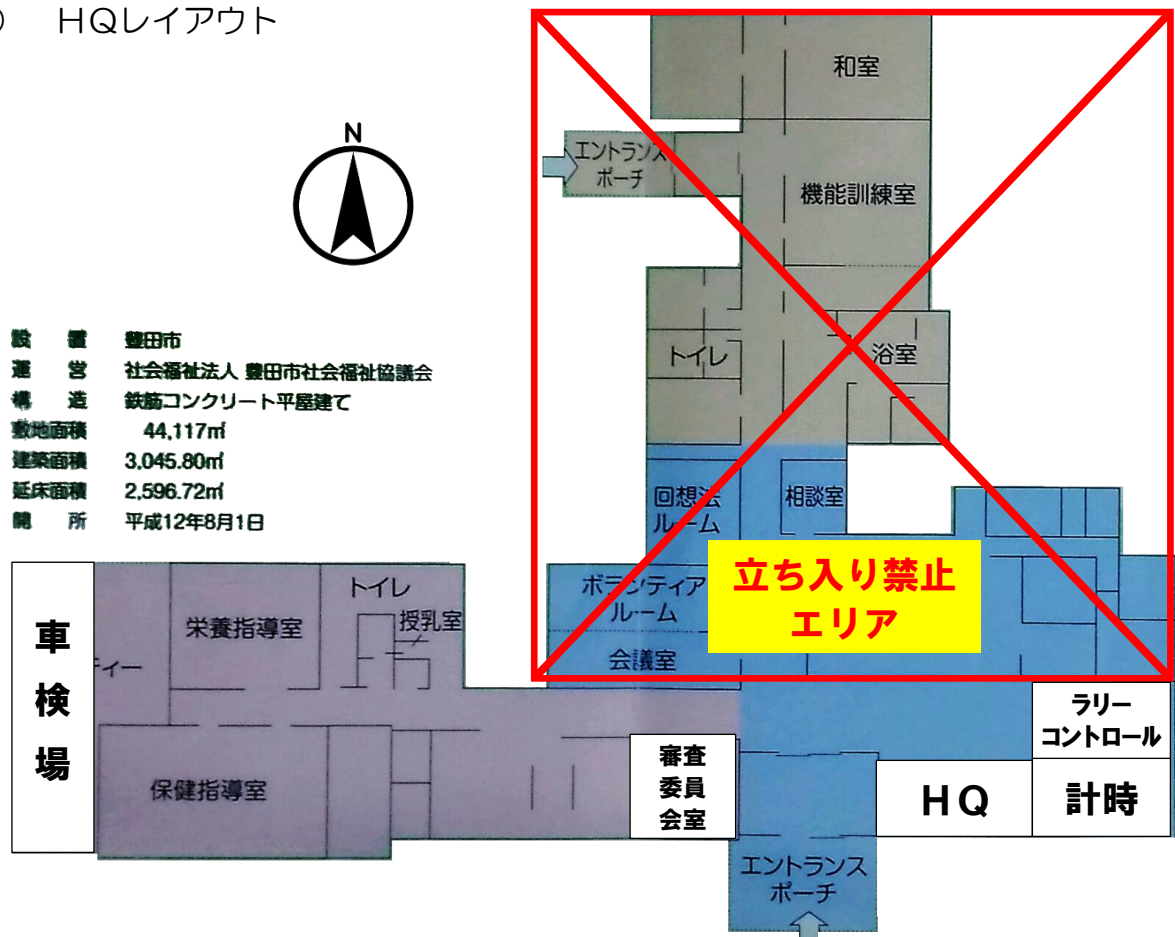 HQレイアウト
N
和室
エントランス
ポーチ
機能訓練室
設置 豊田市
運営 社会福祉法人 豊田市社会福祉協議会
構造 鉄筋コンクリート平屋建て
敷地面積 44,117㎡
建築面積 3,045.80㎡
延床面積 2,596.72㎡
開所 平成12年8月1日
トイレ
浴室
回想法
ルーム
相談室
立ち入り禁止
エリア
ボランティア
ルーム
会議室
車検場
ティー
栄養指導室
トイレ
授乳室
保健指導室
審査
委員
会室
HQ
ラリー
コントロール
計時
エントランス
ポーチ